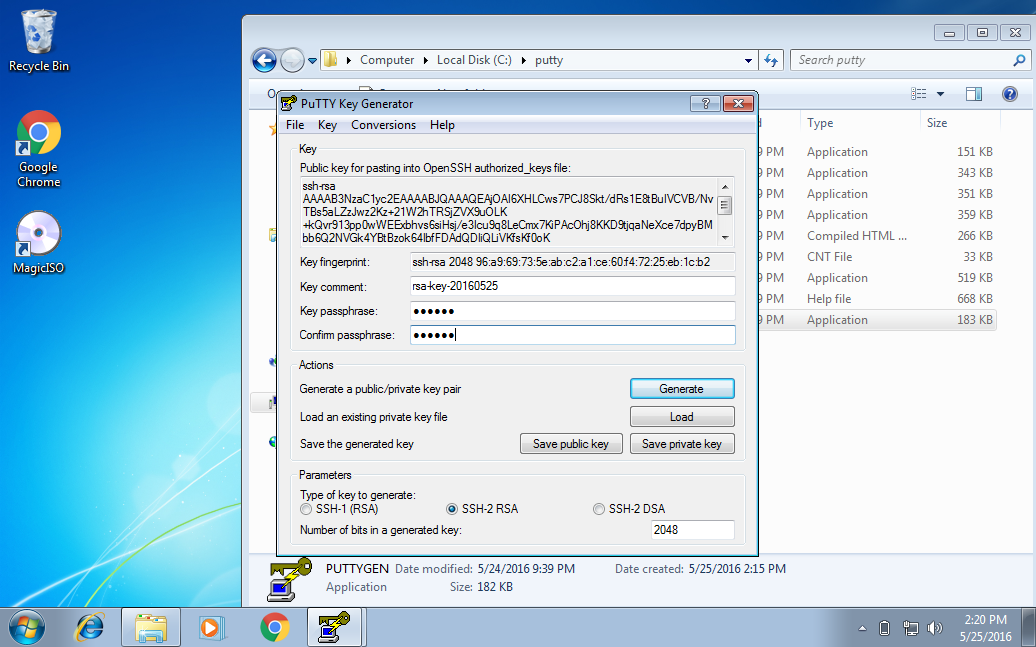 Recycle Bin
Google
Chrome
MagicISO
Computer
Local Disk (C:)
putty
Search putty
PuTTY Key Generator
File Key Conversions Help
Key
Public key for pasting into OpenSSH authorized_keys file:
ssh-rsa
Key fingerprint: ssh-rsa 2048 96:a9:69:73:5e:ab:c2:a1:ce:60:f4:72:25:eb:1c:b2
Key comment: rsa-key-20160525
Key passphrase: ●●●●●●
Confirm passphrase: ●●●●●●
Actions
Generate a public/private key pair Generate
Load an existing private key file Load
Save the generated key Save public key Save private key
Parameters
Type of key to generate:
SSH-1 (RSA) SSH-2 RSA SSH-2 DSA
Number of bits in a generated key: 2048
Type Size
9 PM Application 151 KB
9 PM Application 343 KB
9 PM Application 351 KB
9 PM Application 359 KB
9 PM Compiled HTML ... 266 KB
9 PM CNT File 33 KB
9 PM Application 519 KB
9 PM Help file 668 KB
9 PM Application 183 KB
PUTTYGEN Date modified: 5/24/2016 9:39 PM Date created: 5/25/2016 2:15 PM
Application Size: 182 KB
2:20 PM
5/25/2016